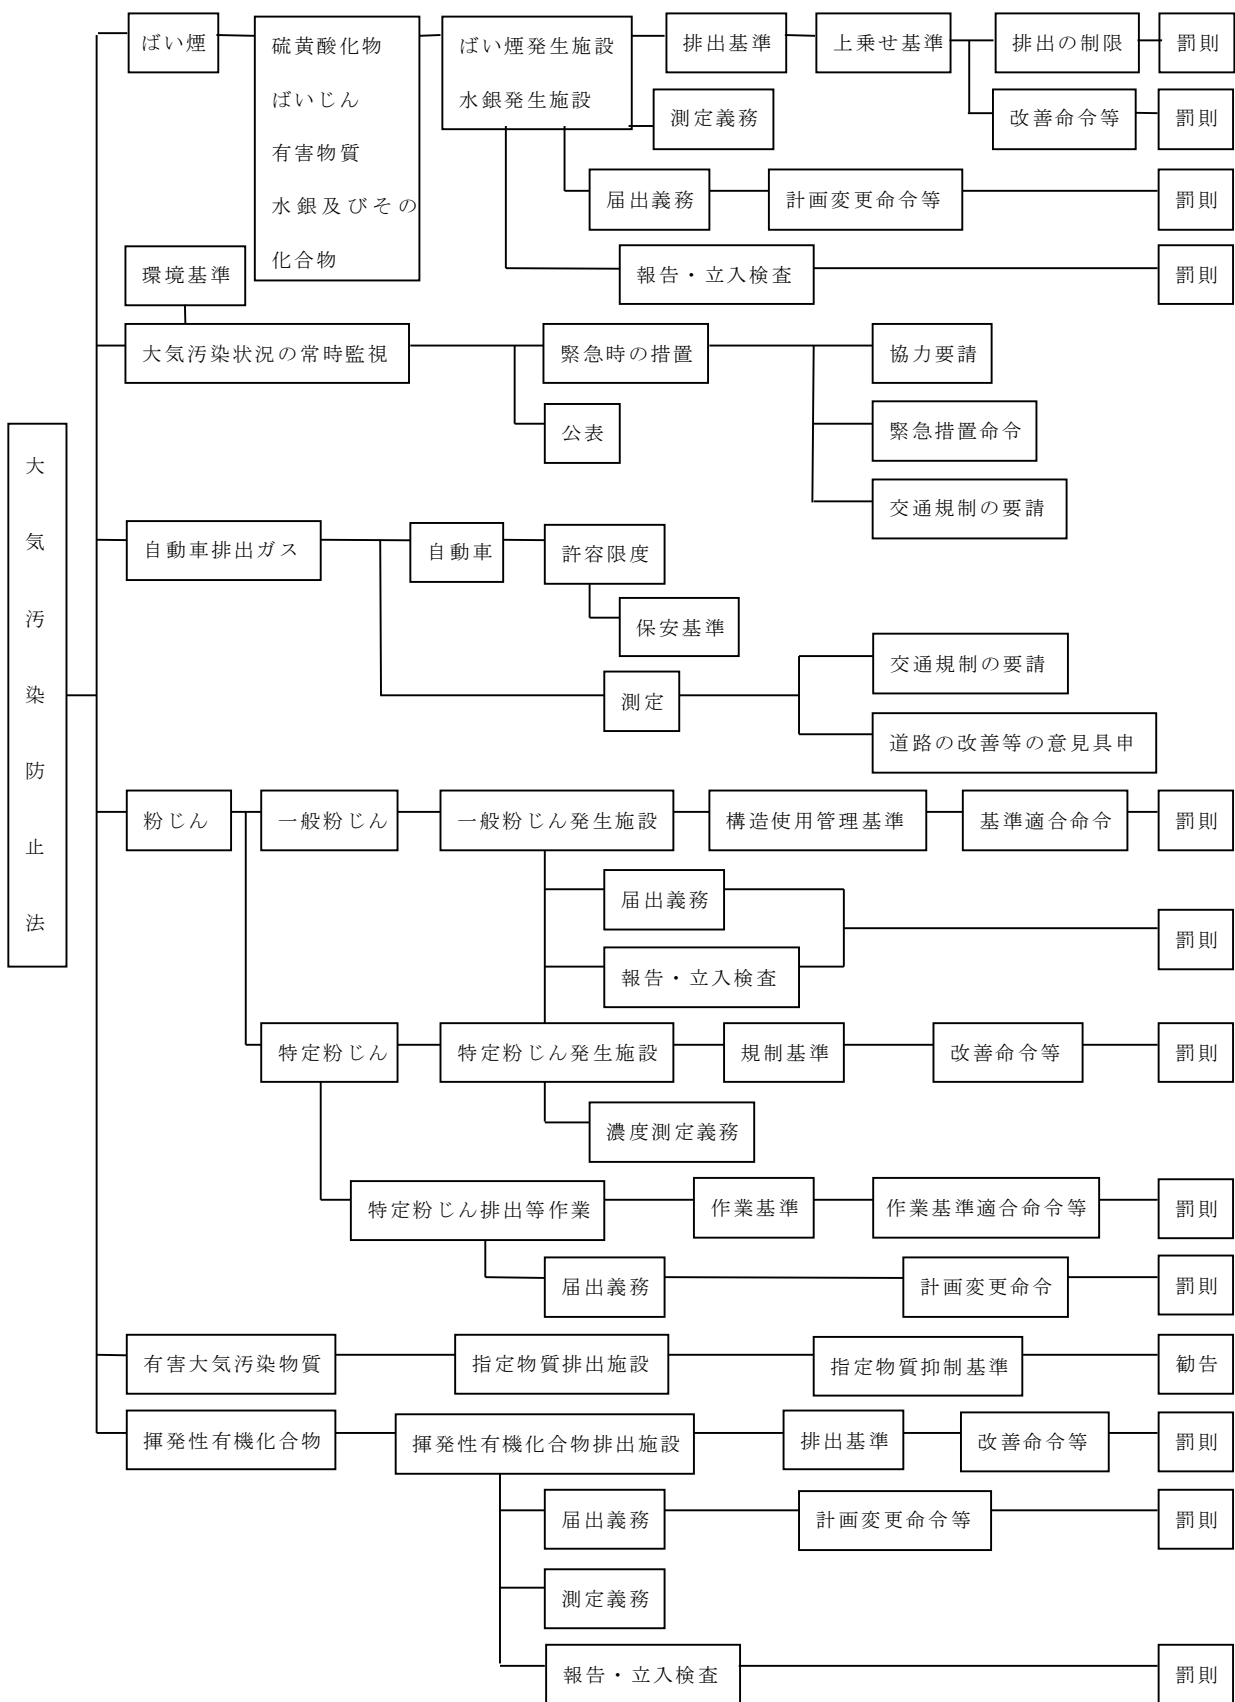 大気汚染防止法
ばい煙
硫黄酸化物
ばいじん
有害物質
水銀及びその
化合物
ばい煙発生施設
水銀発生施設
排出基準
上乗せ基準
排出の制限
罰則
測定義務
改善命令等
罰則
届出義務
計画変更命令等
罰則
報告・立入検査
罰則
環境基準
大気汚染状況の常時監視
緊急時の措置
協力要請
公表
緊急措置命令
交通規制の要請
自動車排出ガス
自動車
許容限度
保安基準
測定
交通規制の要請
道路の改善等の意見具申
粉じん
一般粉じん
一般粉じん発生施設
構造使用管理基準
基準適合命令
罰則
届出義務
報告・立入検査
罰則
特定粉じん
特定粉じん発生施設
規制基準
改善命令等
罰則
濃度測定義務
特定粉じん排出等作業
作業基準
作業基準適合命令等
罰則
届出義務
計画変更命令
罰則
有害大気汚染物質
指定物質排出施設
指定物質抑制基準
勧告
揮発性有機化合物
揮発性有機化合物排出施設
排出基準
改善命令等
罰則
届出義務
計画変更命令等
罰則
測定義務
報告・立入検査
罰則